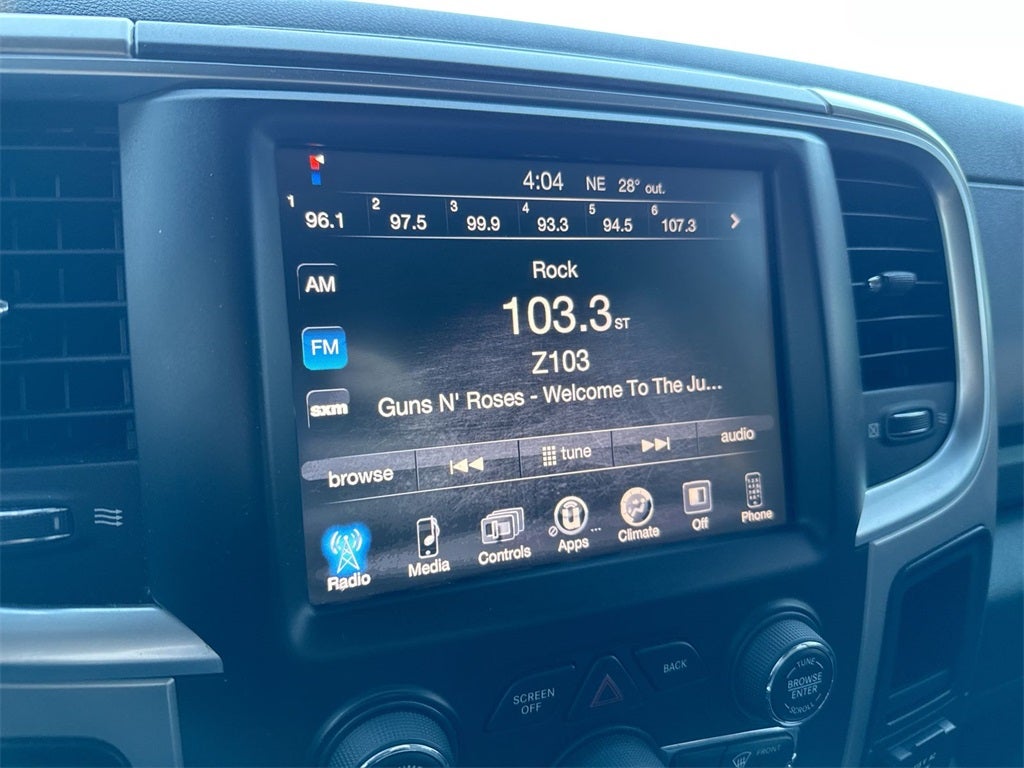 4:04 NE 28° out.
1 96.1 2 97.5 3 99.9 4 93.3 5 94.5 6 107.3
Rock
AM
103.3 ST
FM
Z103
Guns N' Roses - Welcome To The Ju...
sxm
browse tune audio
Radio Media Controls Apps Climate Off Phone
SCREEN
OFF
BACK
TUNE
BROWSE
ENTER
SCROLL
FRONT